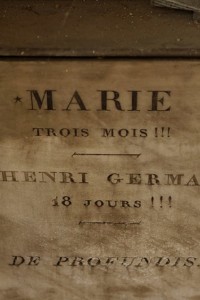 * MARIE
TROIS MOIS!!!
HENRI GERMA
18 JOURS!!!
DE PROFUNDIS